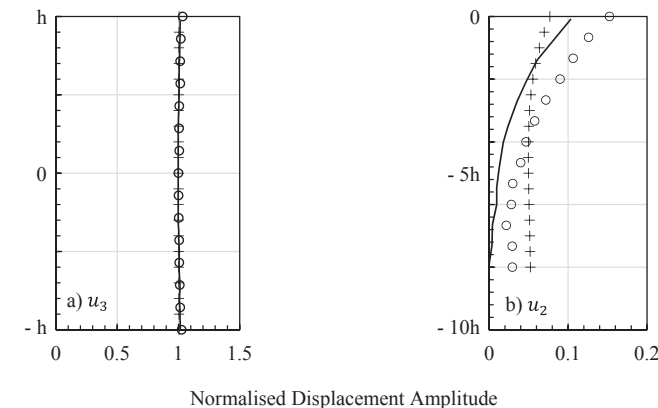 h
0
- h
a) u₃
0 0.5 1 1.5
0
- 5h
- 10h
b) u₂
0 0.1 0.2
Normalised Displacement Amplitude